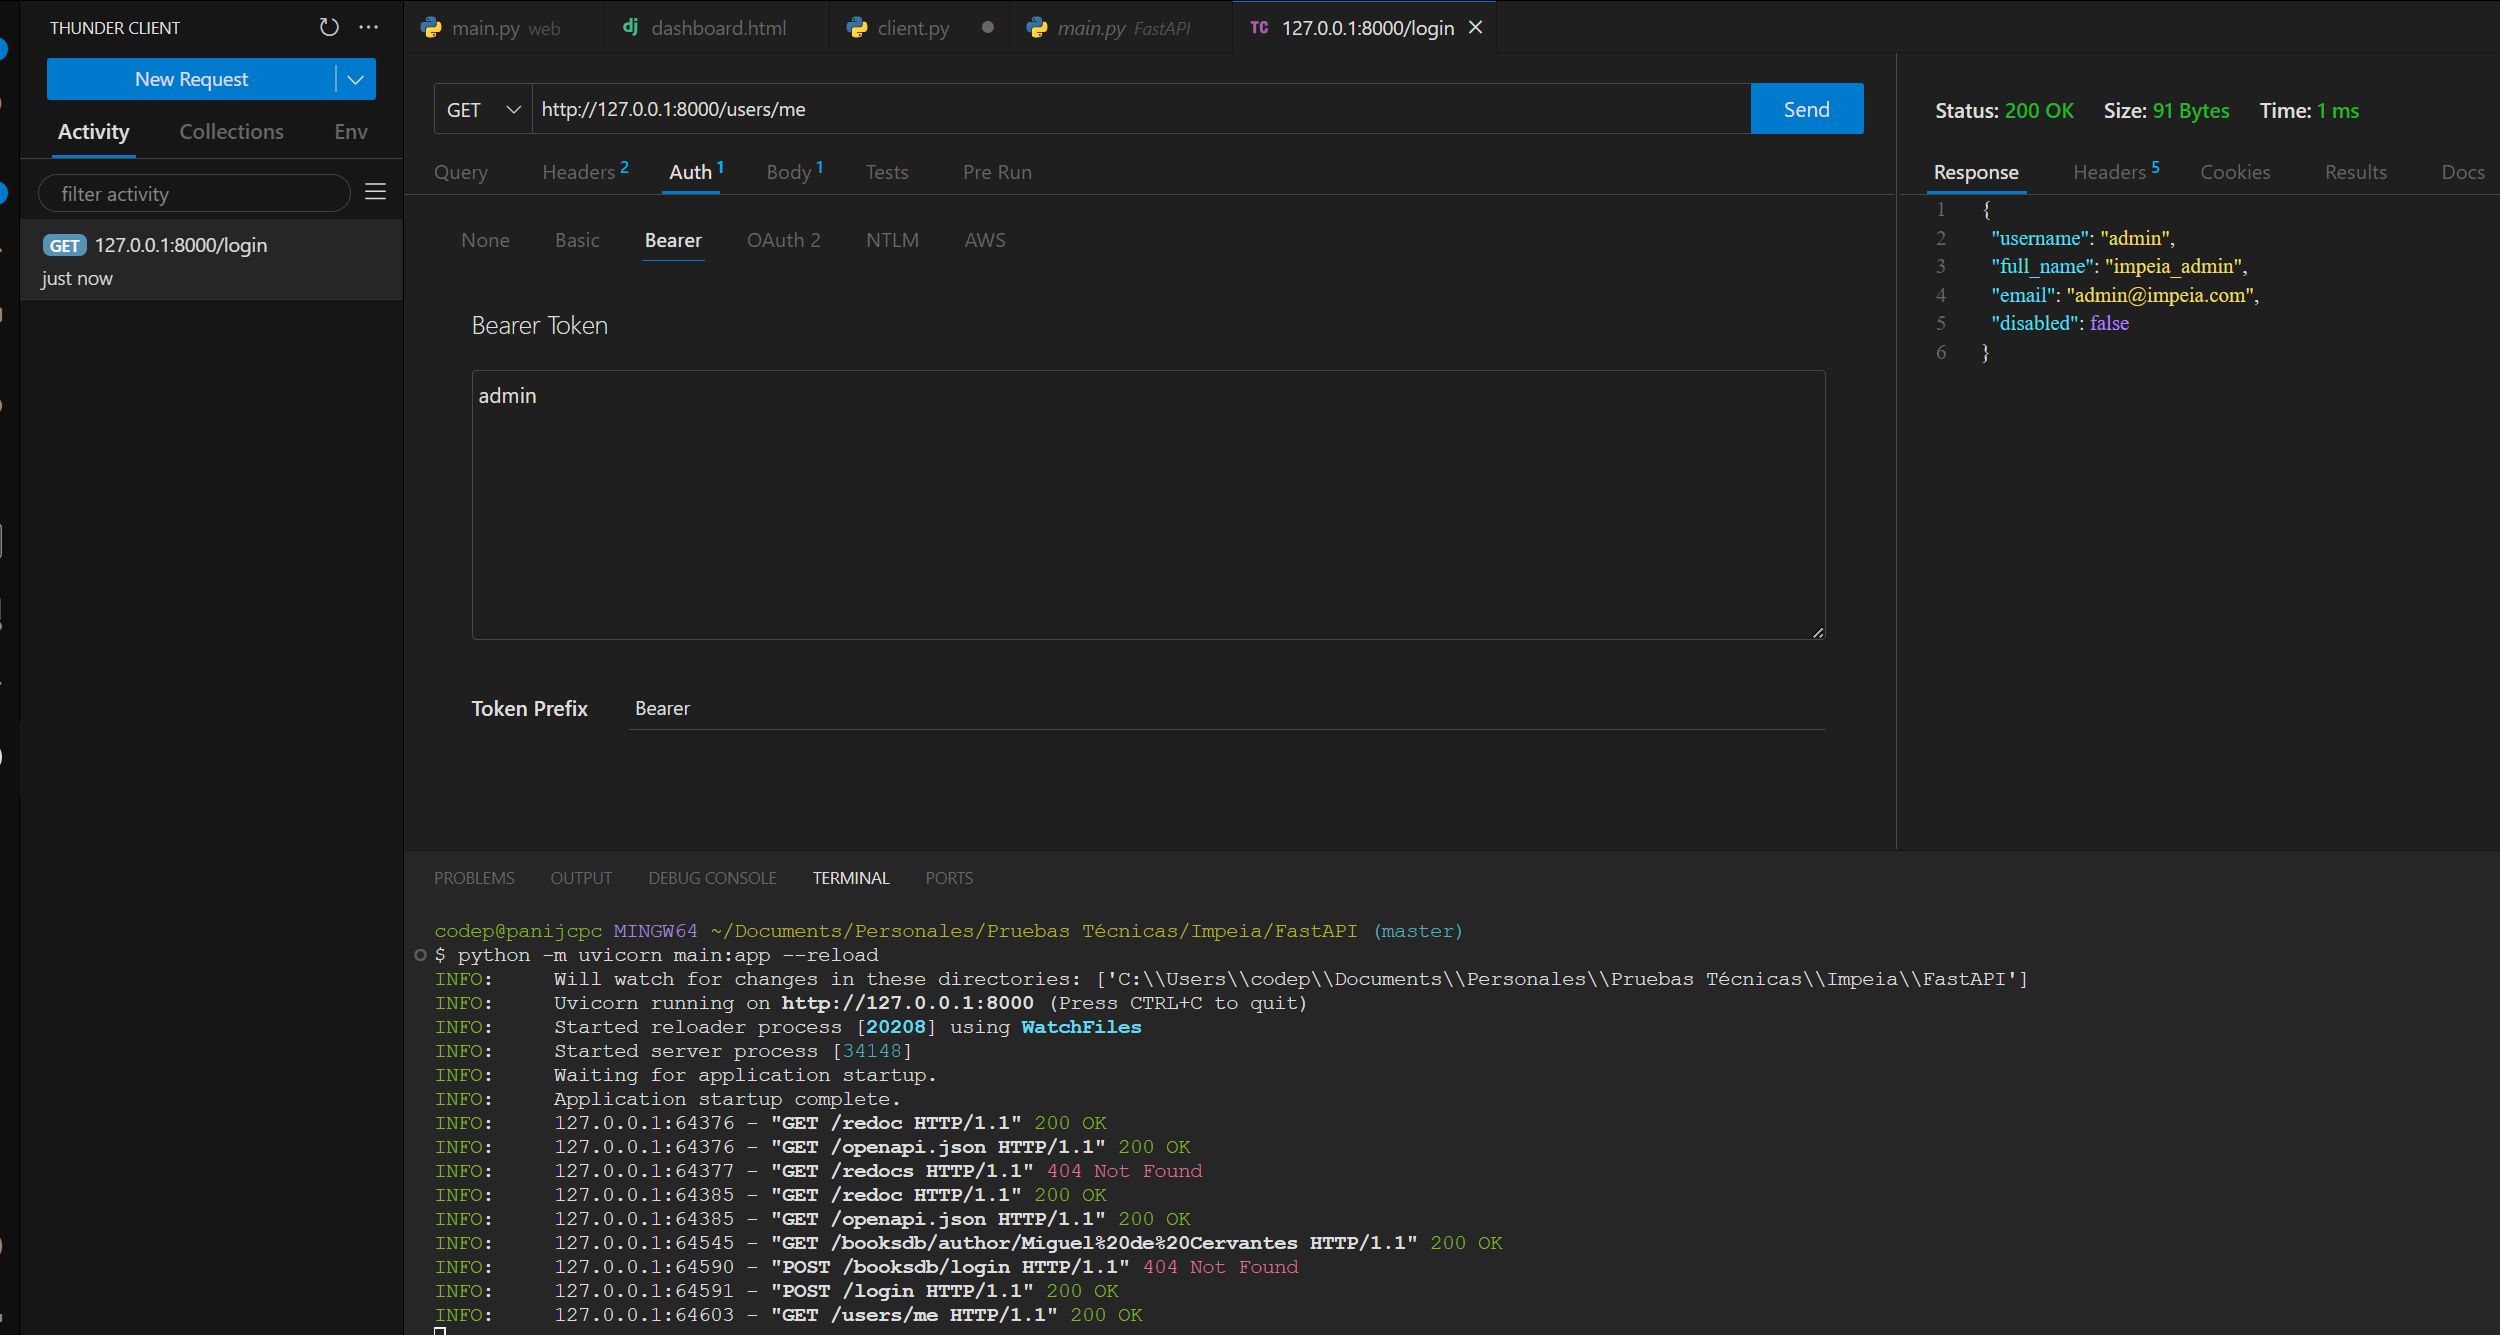 THUNDER CLIENT
New Request
Activity Collections Env
filter activity
GET 127.0.0.1:8000/login
just now
main.py web dashboard.html client.py main.py FastAPI TC 127.0.0.1:8000/login
GET http://127.0.0.1:8000/users/me Send
Query Headers 2 Auth 1 Body 1 Tests Pre Run
None Basic Bearer OAuth 2 NTLM AWS
Bearer Token
admin
Token Prefix Bearer
Status: 200 OK Size: 91 Bytes Time: 1 ms
Response Headers 5 Cookies Results Docs
1 {
2 "username": "admin",
3 "full_name": "impeia_admin",
4 "email": "admin@impeia.com",
5 "disabled": false
6 }
PROBLEMS OUTPUT DEBUG CONSOLE TERMINAL PORTS
codep@panijcpc MINGW64 ~/Documents/Personales/Pruebas Técnicas/Impeia/FastAPI (master)
$ python -m uvicorn main:app --reload
INFO: Will watch for changes in these directories: ['C:\\Users\\codep\\Documents\\Personales\\Pruebas Técnicas\\Impeia\\FastAPI']
INFO: Uvicorn running on http://127.0.0.1:8000 (Press CTRL+C to quit)
INFO: Started reloader process [20208] using WatchFiles
INFO: Started server process [34148]
INFO: Waiting for application startup.
INFO: Application startup complete.
INFO: 127.0.0.1:64376 - "GET /redoc HTTP/1.1" 200 OK
INFO: 127.0.0.1:64376 - "GET /openapi.json HTTP/1.1" 200 OK
INFO: 127.0.0.1:64377 - "GET /redocs HTTP/1.1" 404 Not Found
INFO: 127.0.0.1:64385 - "GET /redoc HTTP/1.1" 200 OK
INFO: 127.0.0.1:64385 - "GET /openapi.json HTTP/1.1" 200 OK
INFO: 127.0.0.1:64545 - "GET /booksdb/author/Miguel%20de%20Cervantes HTTP/1.1" 200 OK
INFO: 127.0.0.1:64590 - "POST /booksdb/login HTTP/1.1" 404 Not Found
INFO: 127.0.0.1:64591 - "POST /login HTTP/1.1" 200 OK
INFO: 127.0.0.1:64603 - "GET /users/me HTTP/1.1" 200 OK